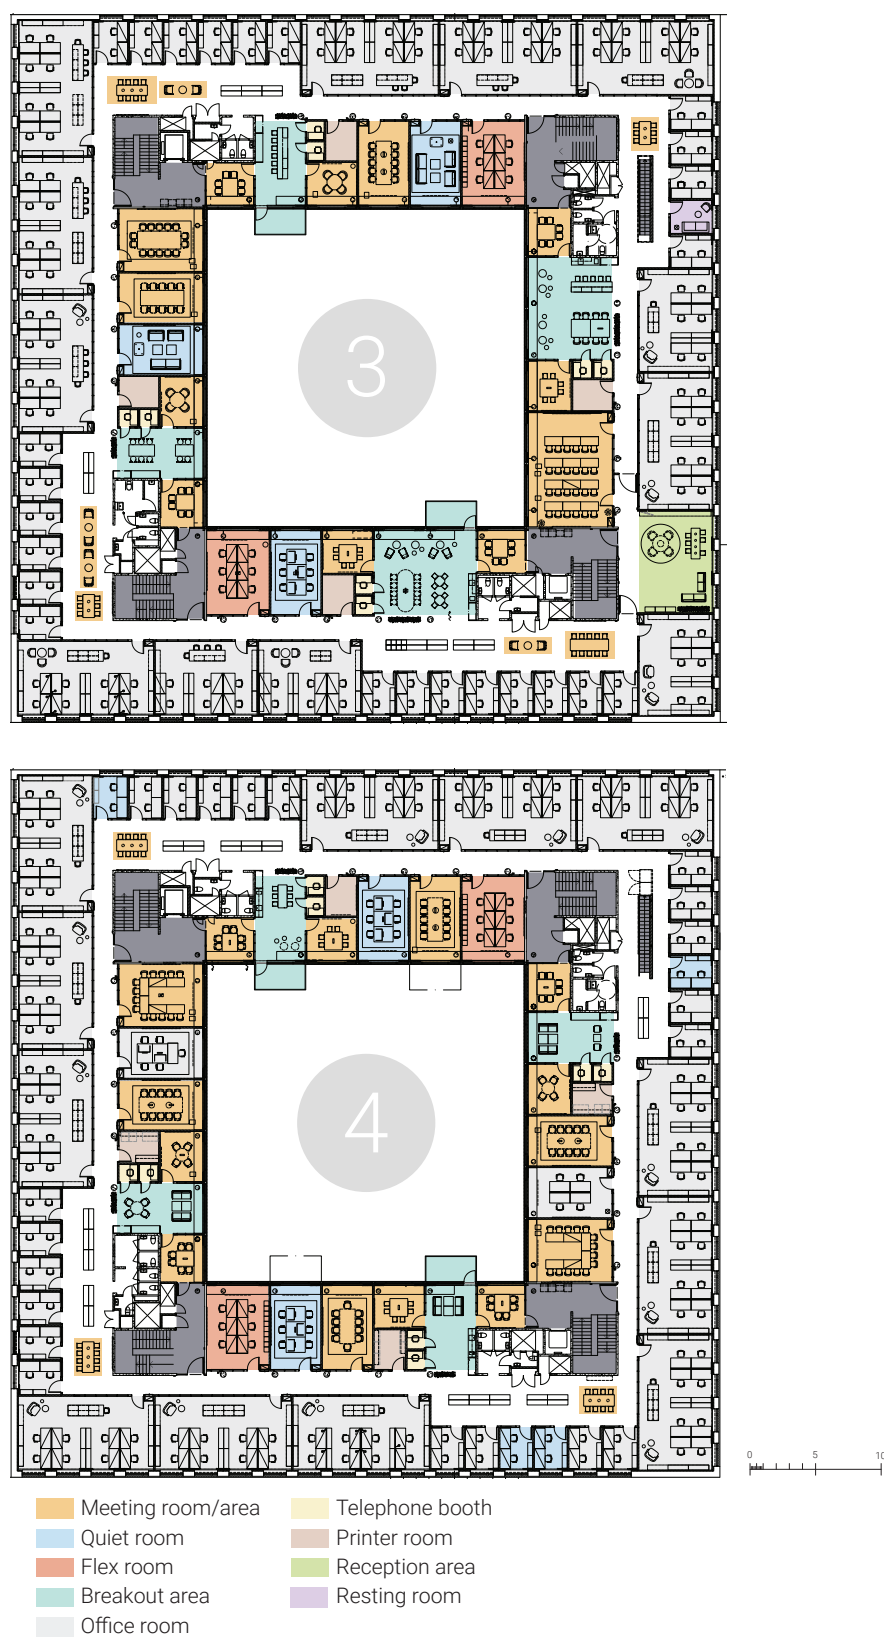 3
4
0 5 10
Meeting room/area
Quiet room
Flex room
Breakout area
Office room
Telephone booth
Printer room
Reception area
Resting room